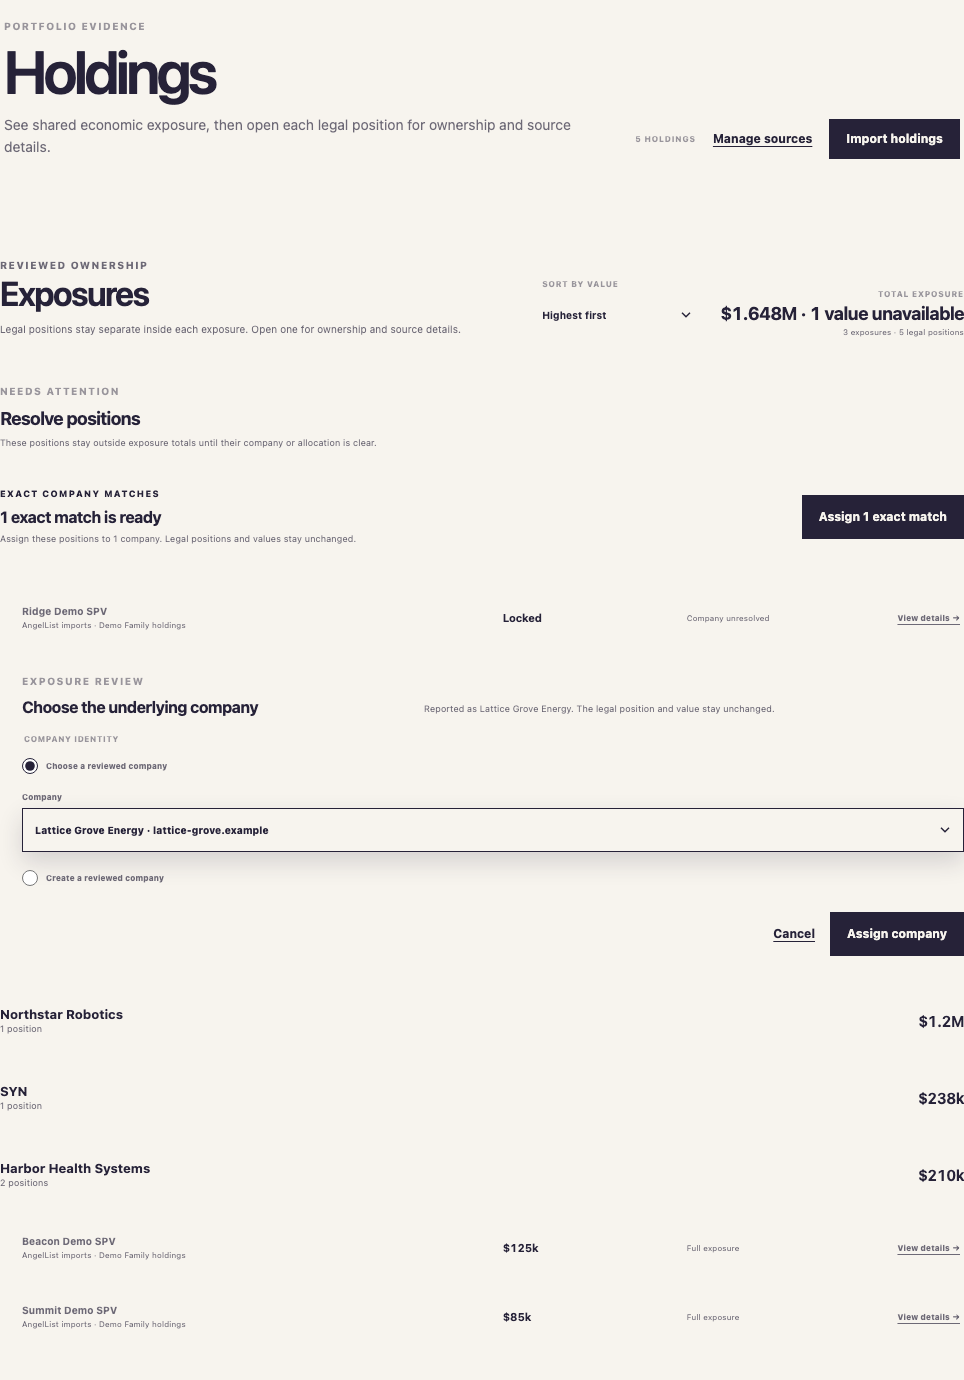 PORTFOLIO EVIDENCE
Holdings
See shared economic exposure, then open each legal position for ownership and source
details.
5 HOLDINGS
Manage sources
Import holdings
REVIEWED OWNERSHIP
Exposures
Legal positions stay separate inside each exposure. Open one for ownership and source details.
SORT BY VALUE
Highest first
TOTAL EXPOSURE
$1.648M · 1 value unavailable
3 exposures · 5 legal positions
NEEDS ATTENTION
Resolve positions
These positions stay outside exposure totals until their company or allocation is clear.
EXACT COMPANY MATCHES
1 exact match is ready
Assign these positions to 1 company. Legal positions and values stay unchanged.
Assign 1 exact match
Ridge Demo SPV
AngelList imports · Demo Family holdings
Locked
Company unresolved
View details →
EXPOSURE REVIEW
Choose the underlying company
Reported as Lattice Grove Energy. The legal position and value stay unchanged.
COMPANY IDENTITY
Choose a reviewed company
Company
Lattice Grove Energy · lattice-grove.example
Create a reviewed company
Cancel
Assign company
Northstar Robotics
1 position
$1.2M
SYN
1 position
$238k
Harbor Health Systems
2 positions
$210k
Beacon Demo SPV
AngelList imports · Demo Family holdings
$125k
Full exposure
View details →
Summit Demo SPV
AngelList imports · Demo Family holdings
$85k
Full exposure
View details →